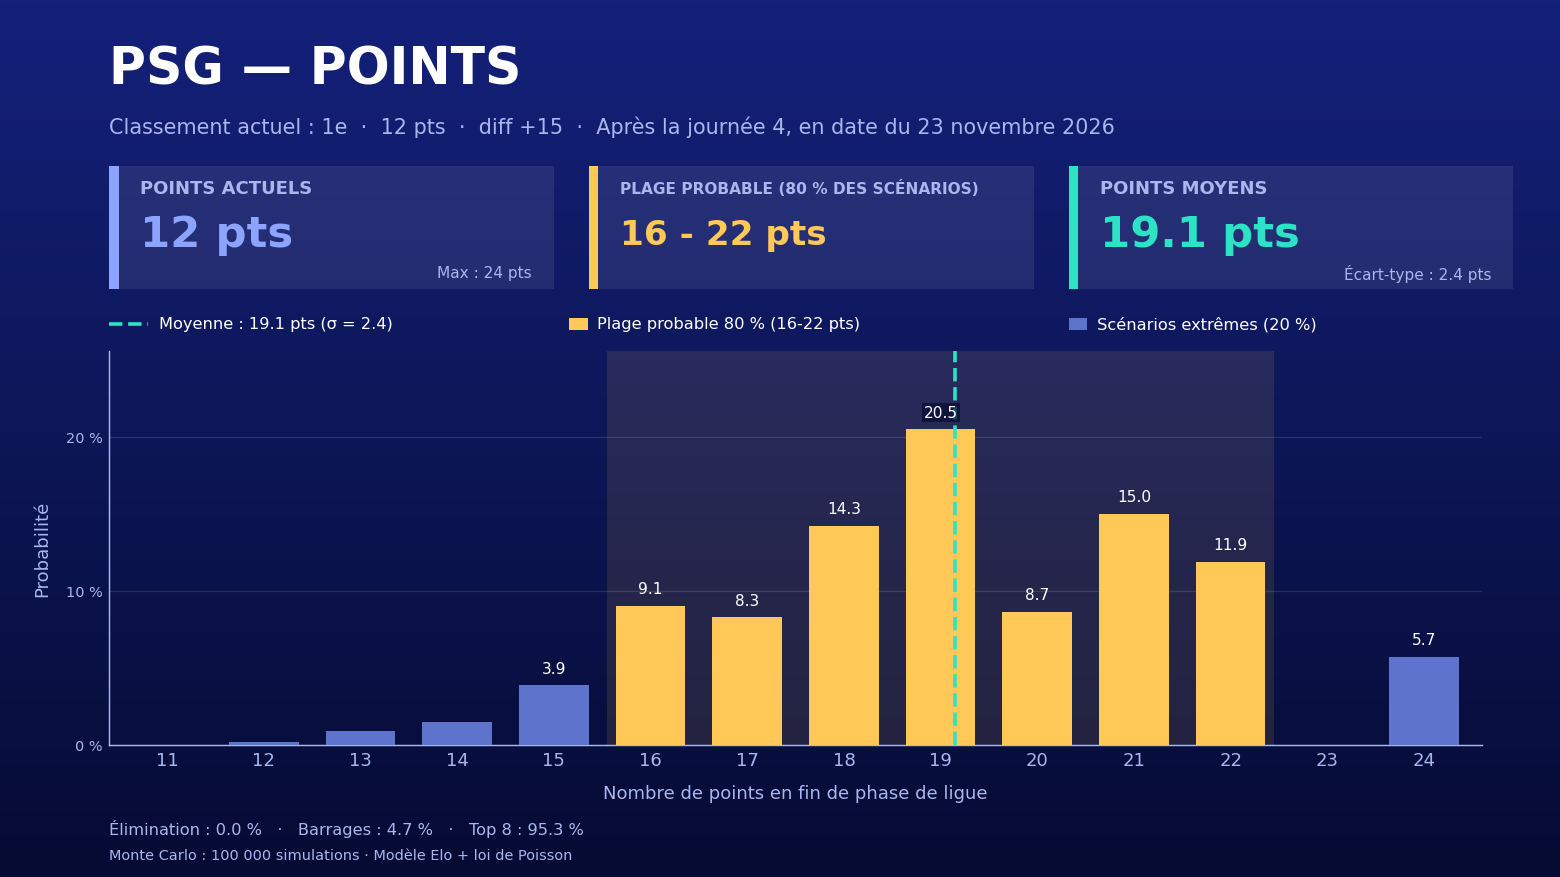 PSG — POINTS
Classement actuel : 1e · 12 pts · diff +15 · Après la journée 4, en date du 23 novembre 2026
POINTS ACTUELS
12 pts
Max : 24 pts
PLAGE PROBABLE (80 % DES SCÉNARIOS)
16 - 22 pts
POINTS MOYENS
19.1 pts
Écart-type : 2.4 pts
Moyenne : 19.1 pts (σ = 2.4)
Plage probable 80 % (16-22 pts)
Scénarios extrêmes (20 %)
Probabilité
20 %
10 %
0 %
3.9
9.1
8.3
14.3
20.5
8.7
15.0
11.9
5.7
11 12 13 14 15 16 17 18 19 20 21 22 23 24
Nombre de points en fin de phase de ligue
Élimination : 0.0 % · Barrages : 4.7 % · Top 8 : 95.3 %
Monte Carlo : 100 000 simulations · Modèle Elo + loi de Poisson